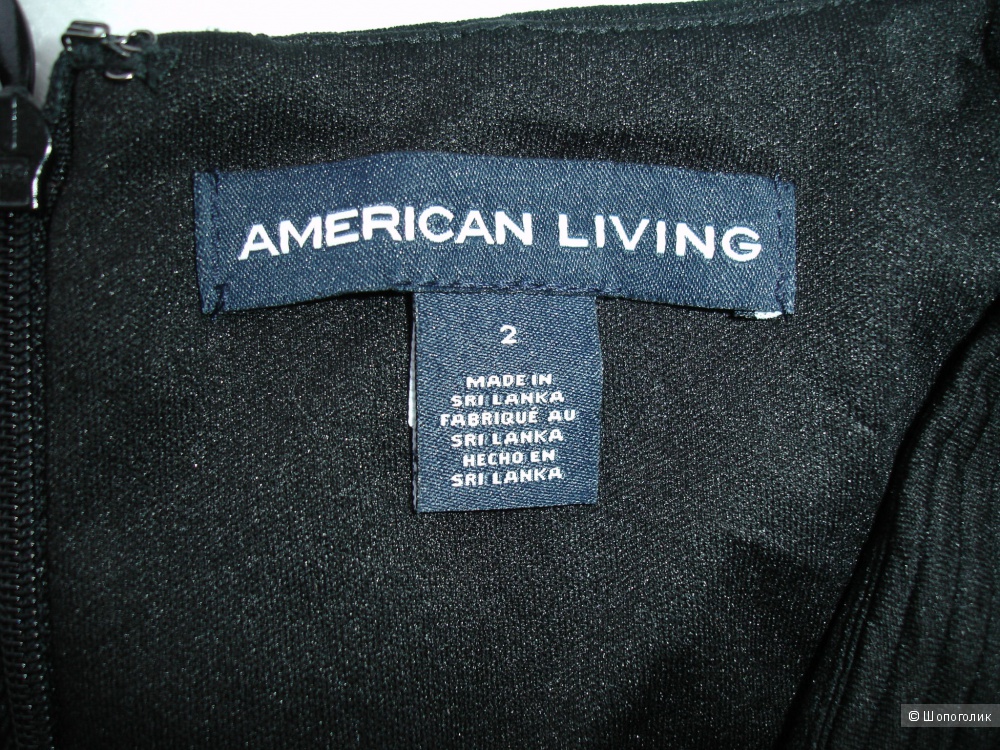 AMERICAN LIVING
2
MADE IN
SRI LANKA
FABRIQUÉ AU
SRI LANKA
HECHO EN
SRI LANKA
© Шопоголик